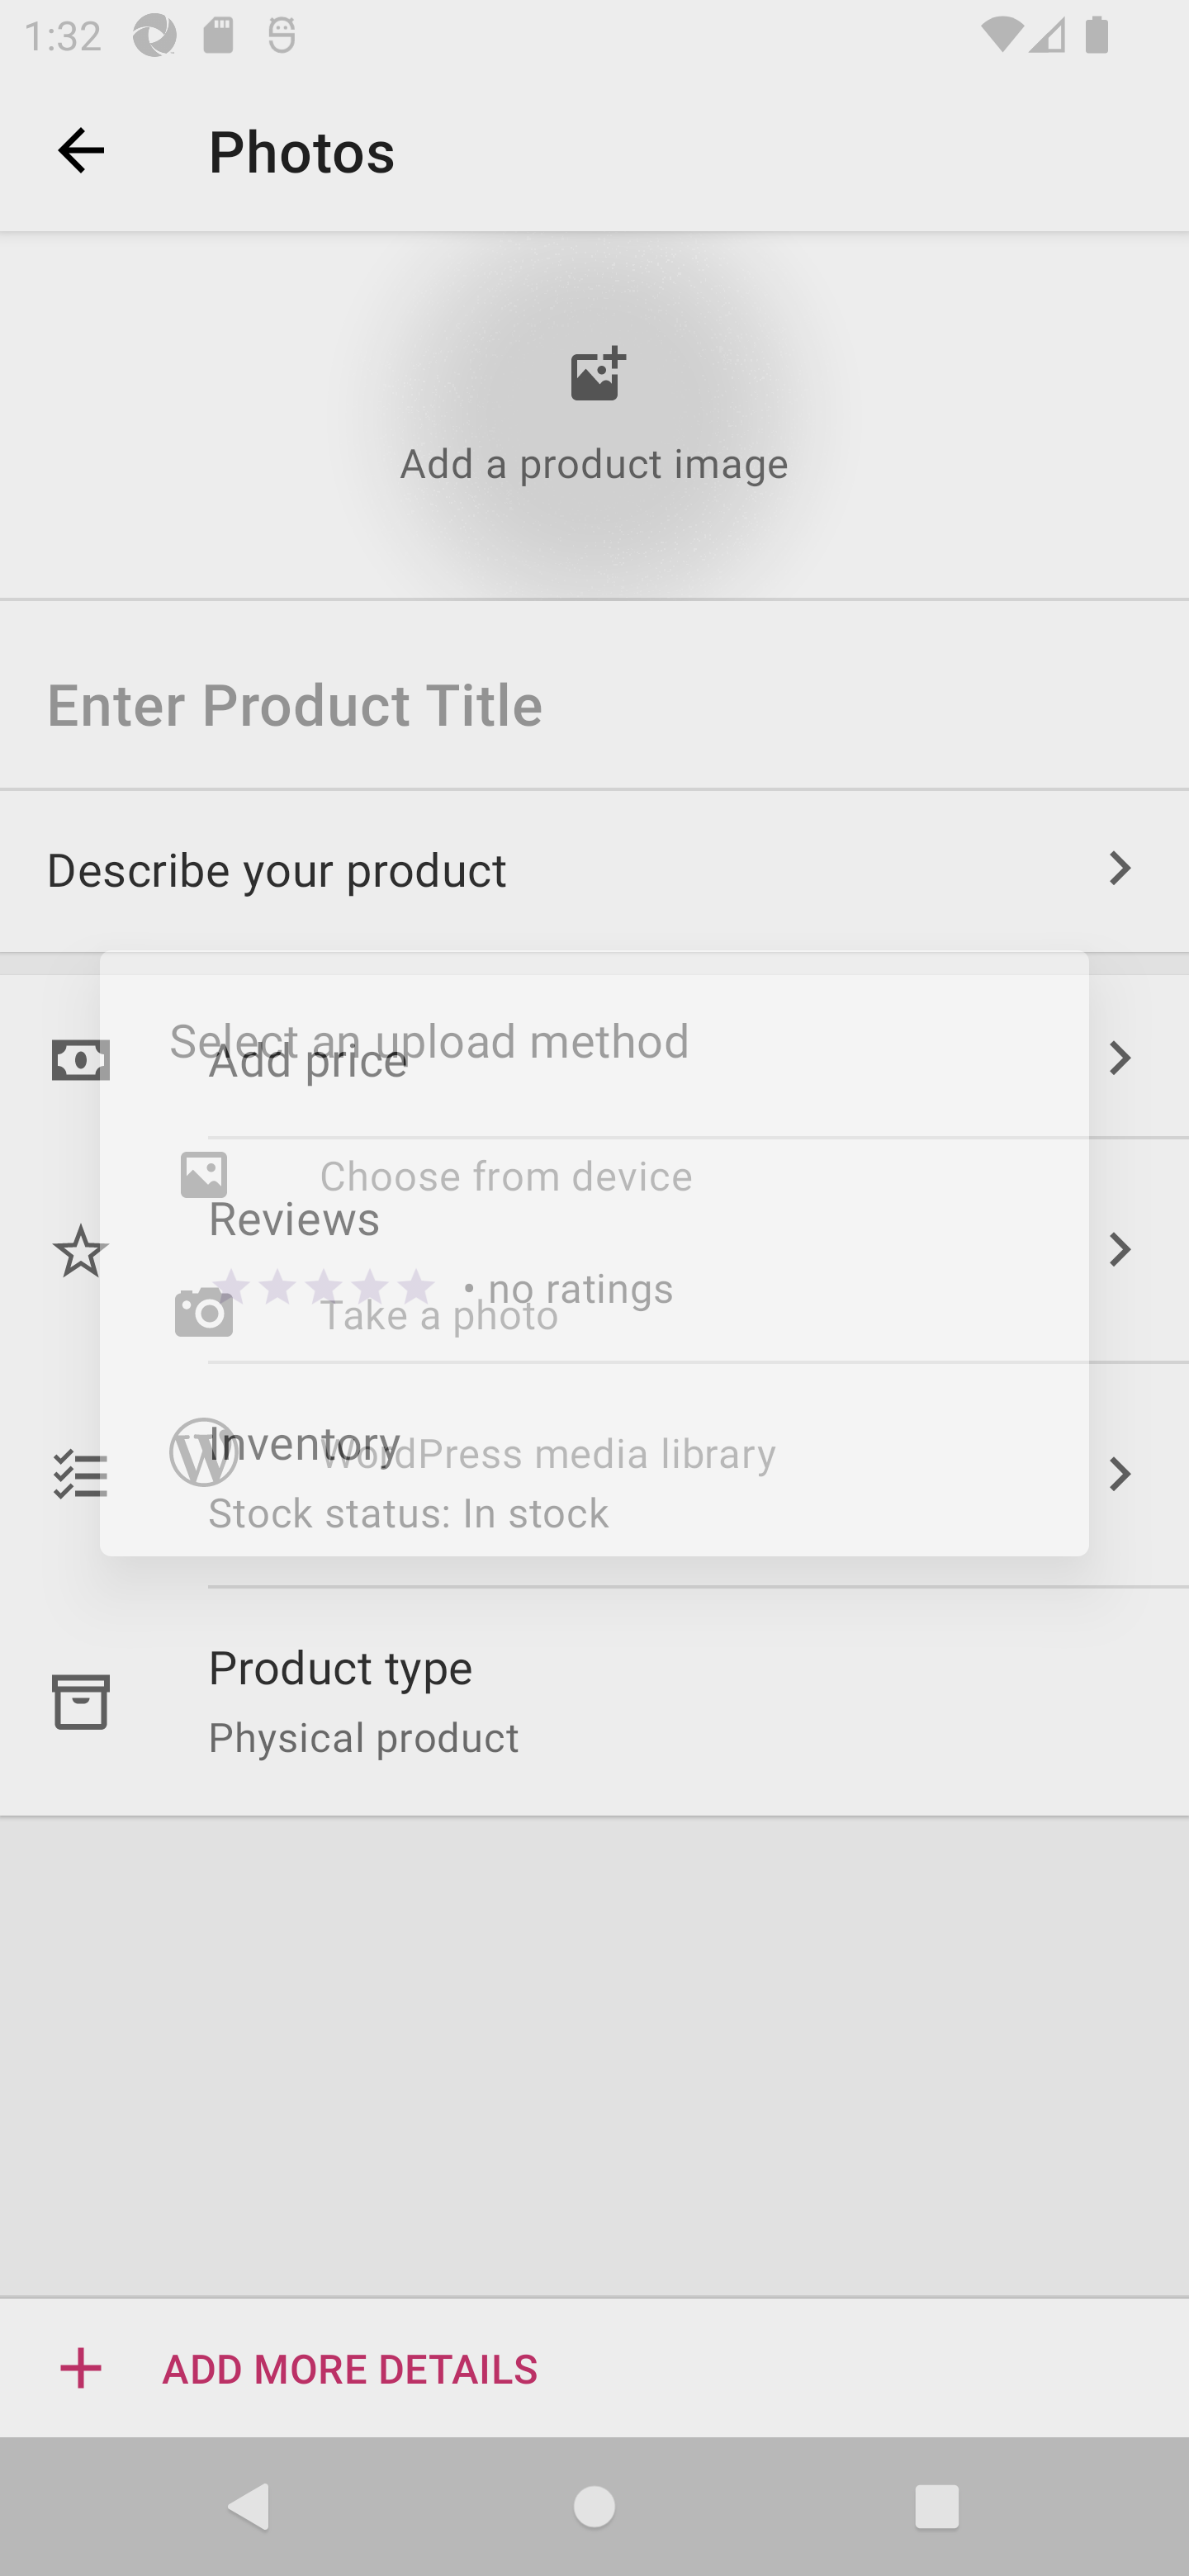 1:32
Photos
Add a product image
Enter Product Title
Describe your product
Select an upload method
Add price
Choose from device
Reviews
• no ratings
Take a photo
Inventory
WordPress media library
Stock status: In stock
Product type
Physical product
ADD MORE DETAILS